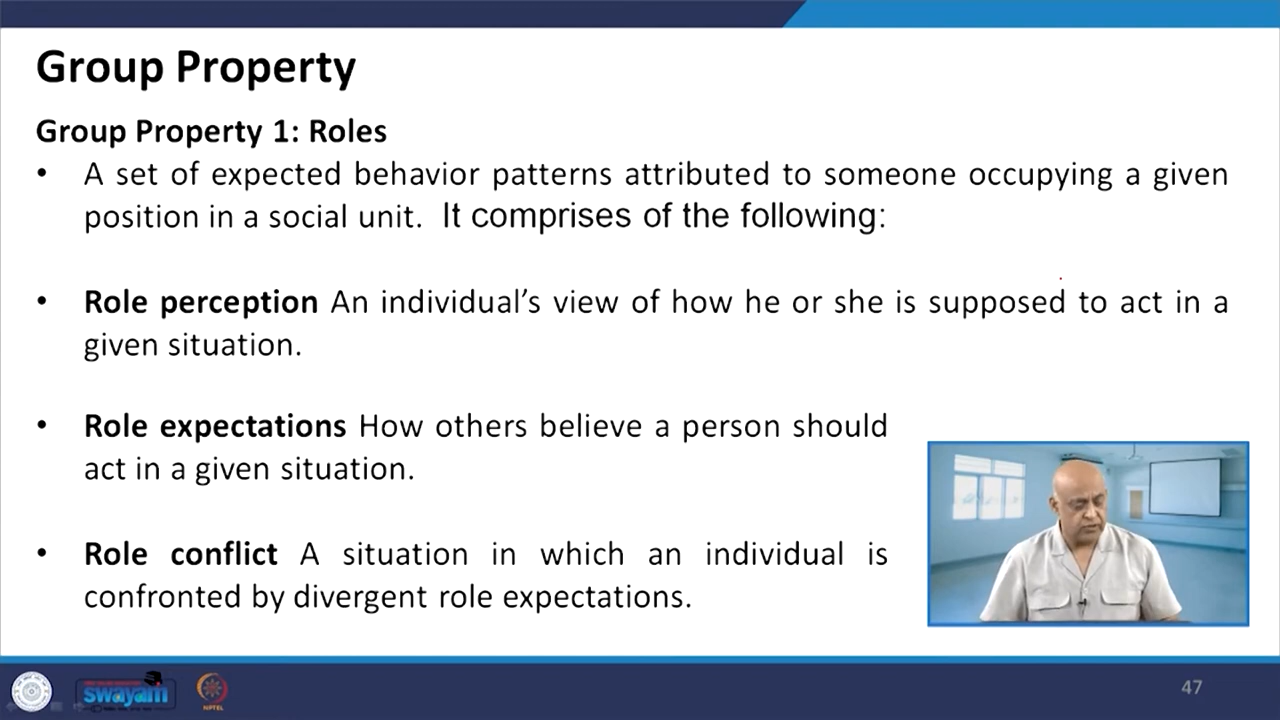 Group Property
Group Property 1: Roles
• A set of expected behavior patterns attributed to someone occupying a given
position in a social unit. It comprises of the following:
• Role perception An individual’s view of how he or she is supposed to act in a
given situation.
• Role expectations How others believe a person should
act in a given situation.
• Role conflict A situation in which an individual is
confronted by divergent role expectations.
swayam
NPTEL
47